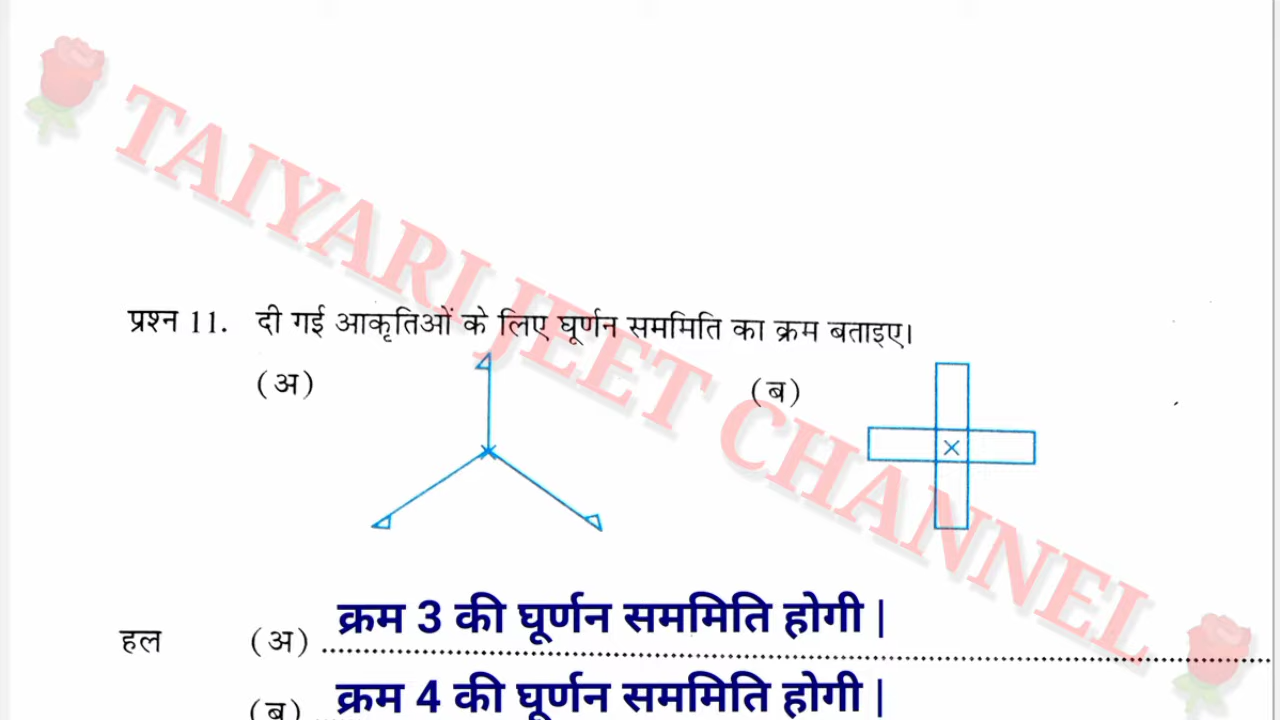 TAIYARI JEET CHANNEL
प्रश्न 11. दी गई आकृतिओं के लिए घूर्णन सममिति का क्रम बताइए।
(अ) (ब)
हल (अ) क्रम 3 की घूर्णन सममिति होगी |
(ब) क्रम 4 की घूर्णन सममिति होगी |